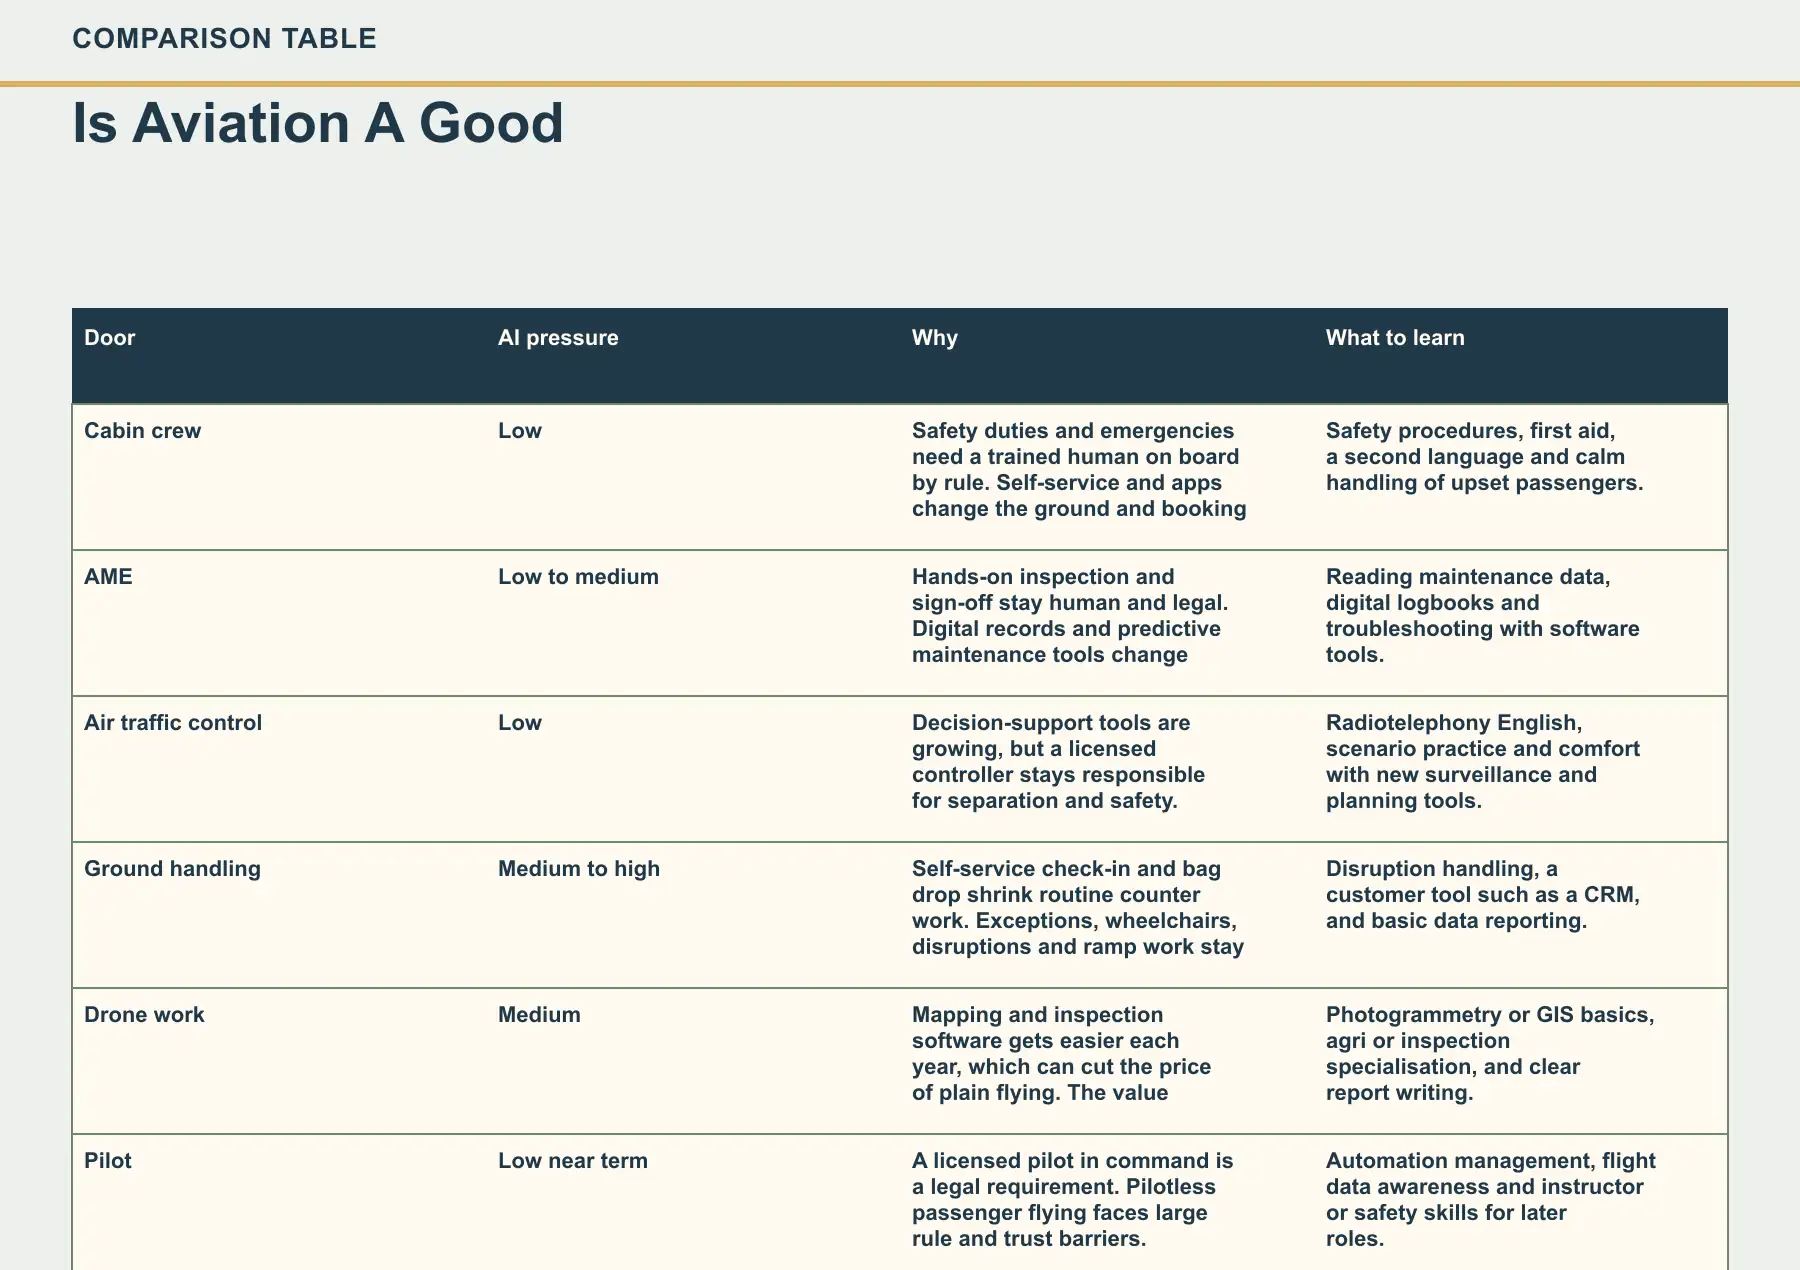 COMPARISON TABLE
Is Aviation A Good
Door
AI pressure
Why
What to learn
Cabin crew
Low
Safety duties and emergencies
need a trained human on board
by rule. Self-service and apps
change the ground and booking
Safety procedures, first aid,
a second language and calm
handling of upset passengers.
AME
Low to medium
Hands-on inspection and
sign-off stay human and legal.
Digital records and predictive
maintenance tools change
Reading maintenance data,
digital logbooks and
troubleshooting with software
tools.
Air traffic control
Low
Decision-support tools are
growing, but a licensed
controller stays responsible
for separation and safety.
Radiotelephony English,
scenario practice and comfort
with new surveillance and
planning tools.
Ground handling
Medium to high
Self-service check-in and bag
drop shrink routine counter
work. Exceptions, wheelchairs,
disruptions and ramp work stay
Disruption handling, a
customer tool such as a CRM,
and basic data reporting.
Drone work
Medium
Mapping and inspection
software gets easier each
year, which can cut the price
of plain flying. The value
Photogrammetry or GIS basics,
agri or inspection
specialisation, and clear
report writing.
Pilot
Low near term
A licensed pilot in command is
a legal requirement. Pilotless
passenger flying faces large
rule and trust barriers.
Automation management, flight
data awareness and instructor
or safety skills for later
roles.